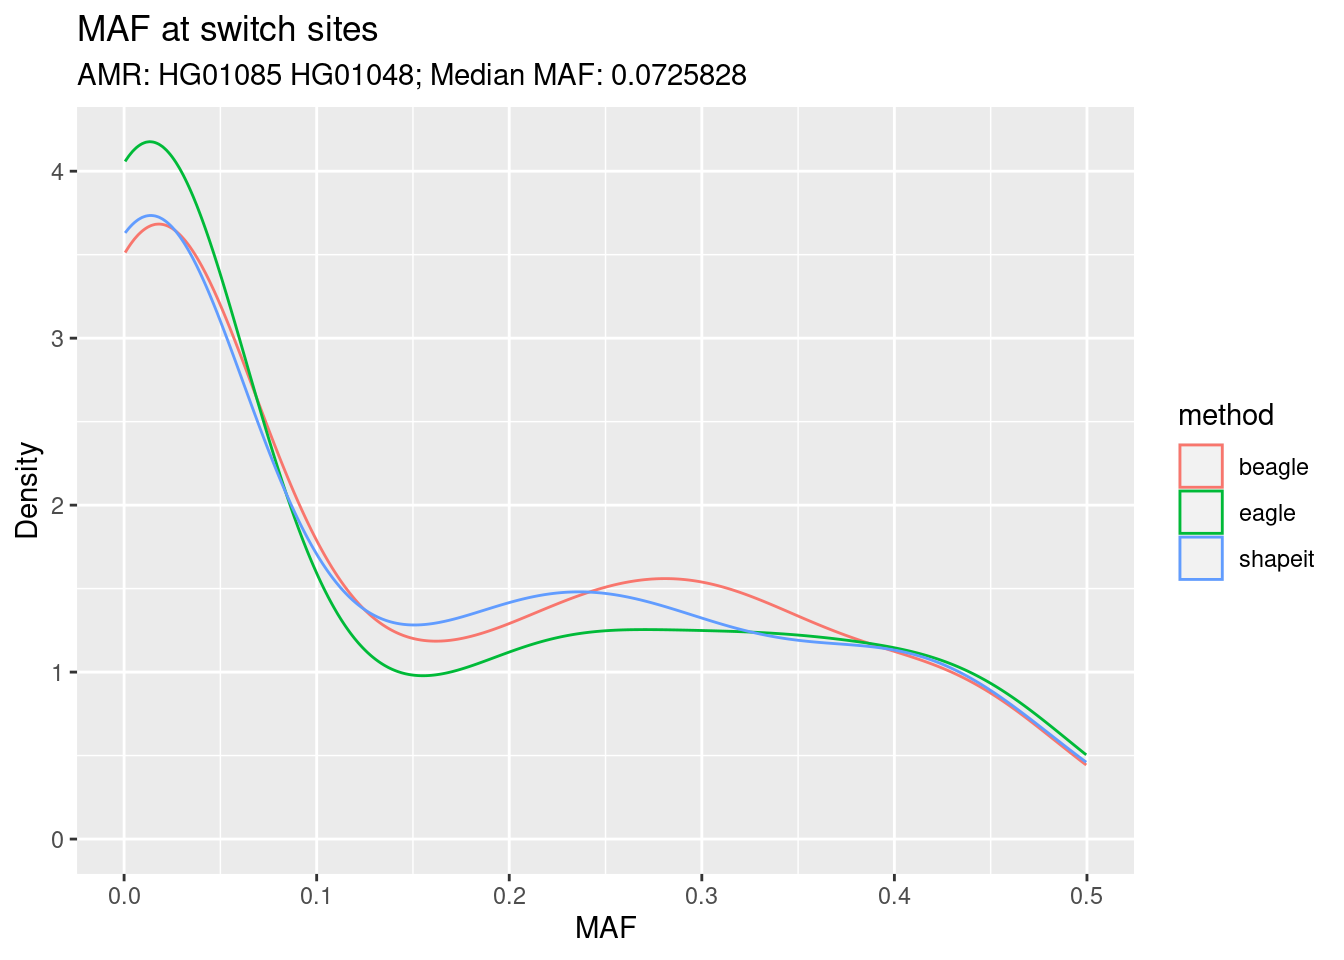 MAF at switch sites
AMR: HG01085 HG01048; Median MAF: 0.0725828
Density
4
3
2
1
0
0.0 0.1 0.2 0.3 0.4 0.5
MAF
method
beagle
eagle
shapeit